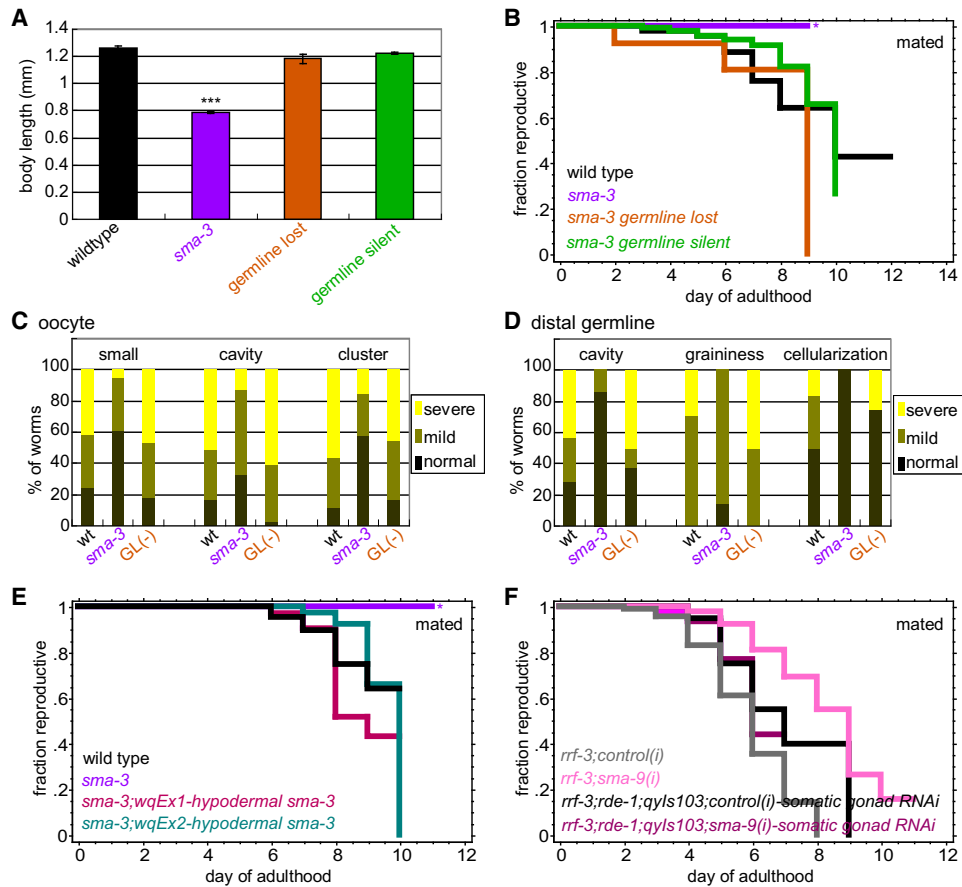 A
1.4
1.2
1
0.8
0.6
0.4
0.2
0
body length (mm)
***
wildtype
sma-3
germline lost
germline silent
B
mated
*
1
.8
.6
.4
.2
0
fraction reproductive
wild type
sma-3
sma-3 germline lost
sma-3 germline silent
0 2 4 6 8 10 12 14
day of adulthood
C oocyte
small cavity cluster
100
80
60
40
20
0
% of worms
wt sma-3 GL(-) wt sma-3 GL(-) wt sma-3 GL(-)
severe
mild
normal
D distal germline
cavity graininess cellularization
100
80
60
40
20
0
% of worms
wt sma-3 GL(-) wt sma-3 GL(-) wt sma-3 GL(-)
severe
mild
normal
E
mated
*
1
.8
.6
.4
.2
0
fraction reproductive
wild type
sma-3
sma-3;wqEx1-hypodermal sma-3
sma-3;wqEx2-hypodermal sma-3
0 2 4 6 8 10 12
day of adulthood
F
mated
1
.8
.6
.4
.2
0
fraction reproductive
rrf-3;control(i)
rrf-3;sma-9(i)
rrf-3;rde-1;qyIs103;control(i)-somatic gonad RNAi
rrf-3;rde-1;qyIs103;sma-9(i)-somatic gonad RNAi
0 2 4 6 8 10 12
day of adulthood